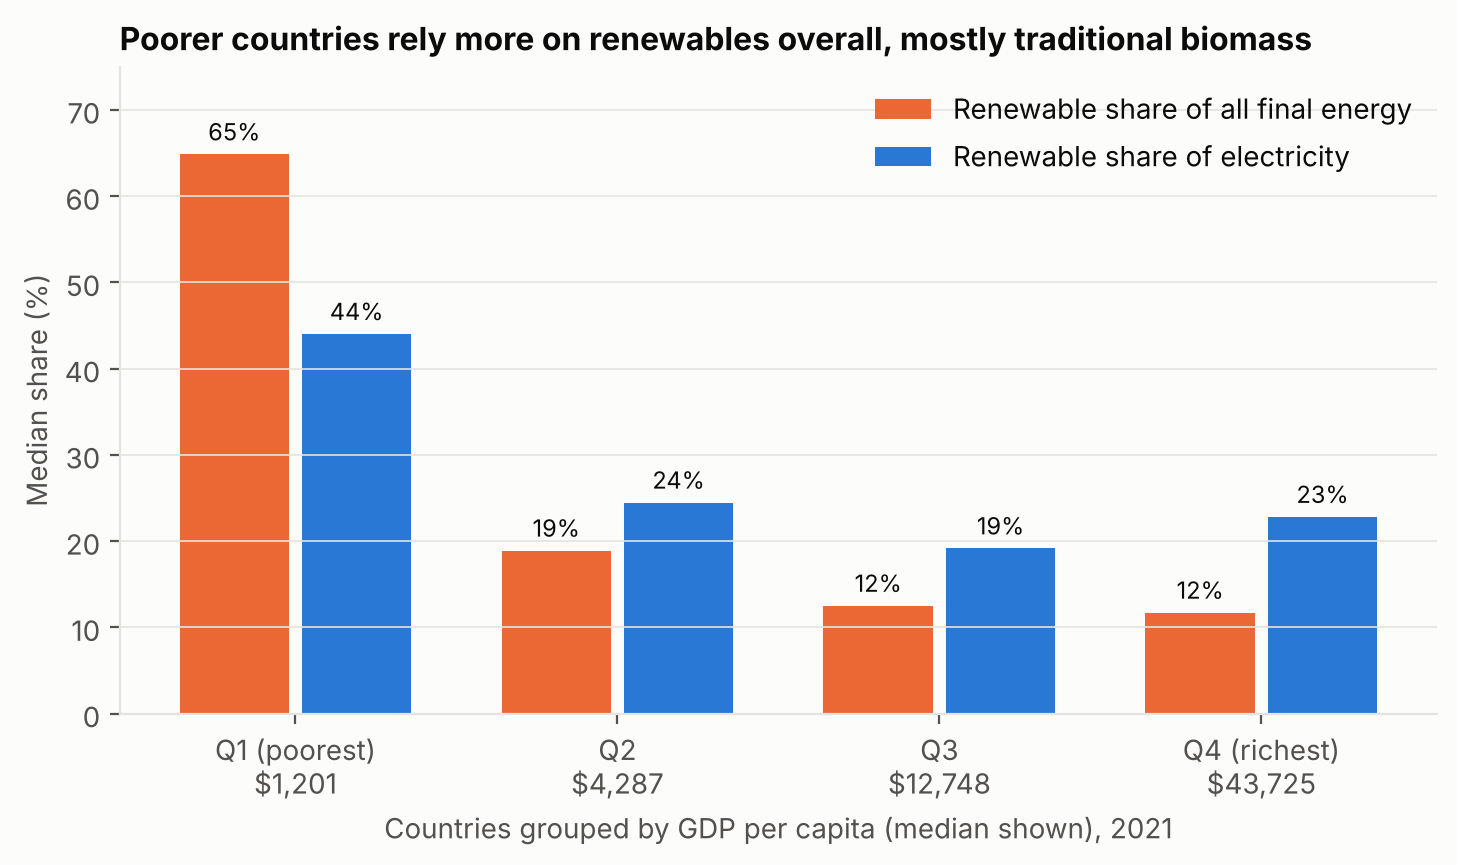 Poorer countries rely more on renewables overall, mostly traditional biomass
Renewable share of all final energy
Renewable share of electricity
Median share (%)
70
60
50
40
30
20
10
0
65%
44%
19%
24%
12%
19%
12%
23%
Q1 (poorest)
$1,201
Q2
$4,287
Q3
$12,748
Q4 (richest)
$43,725
Countries grouped by GDP per capita (median shown), 2021